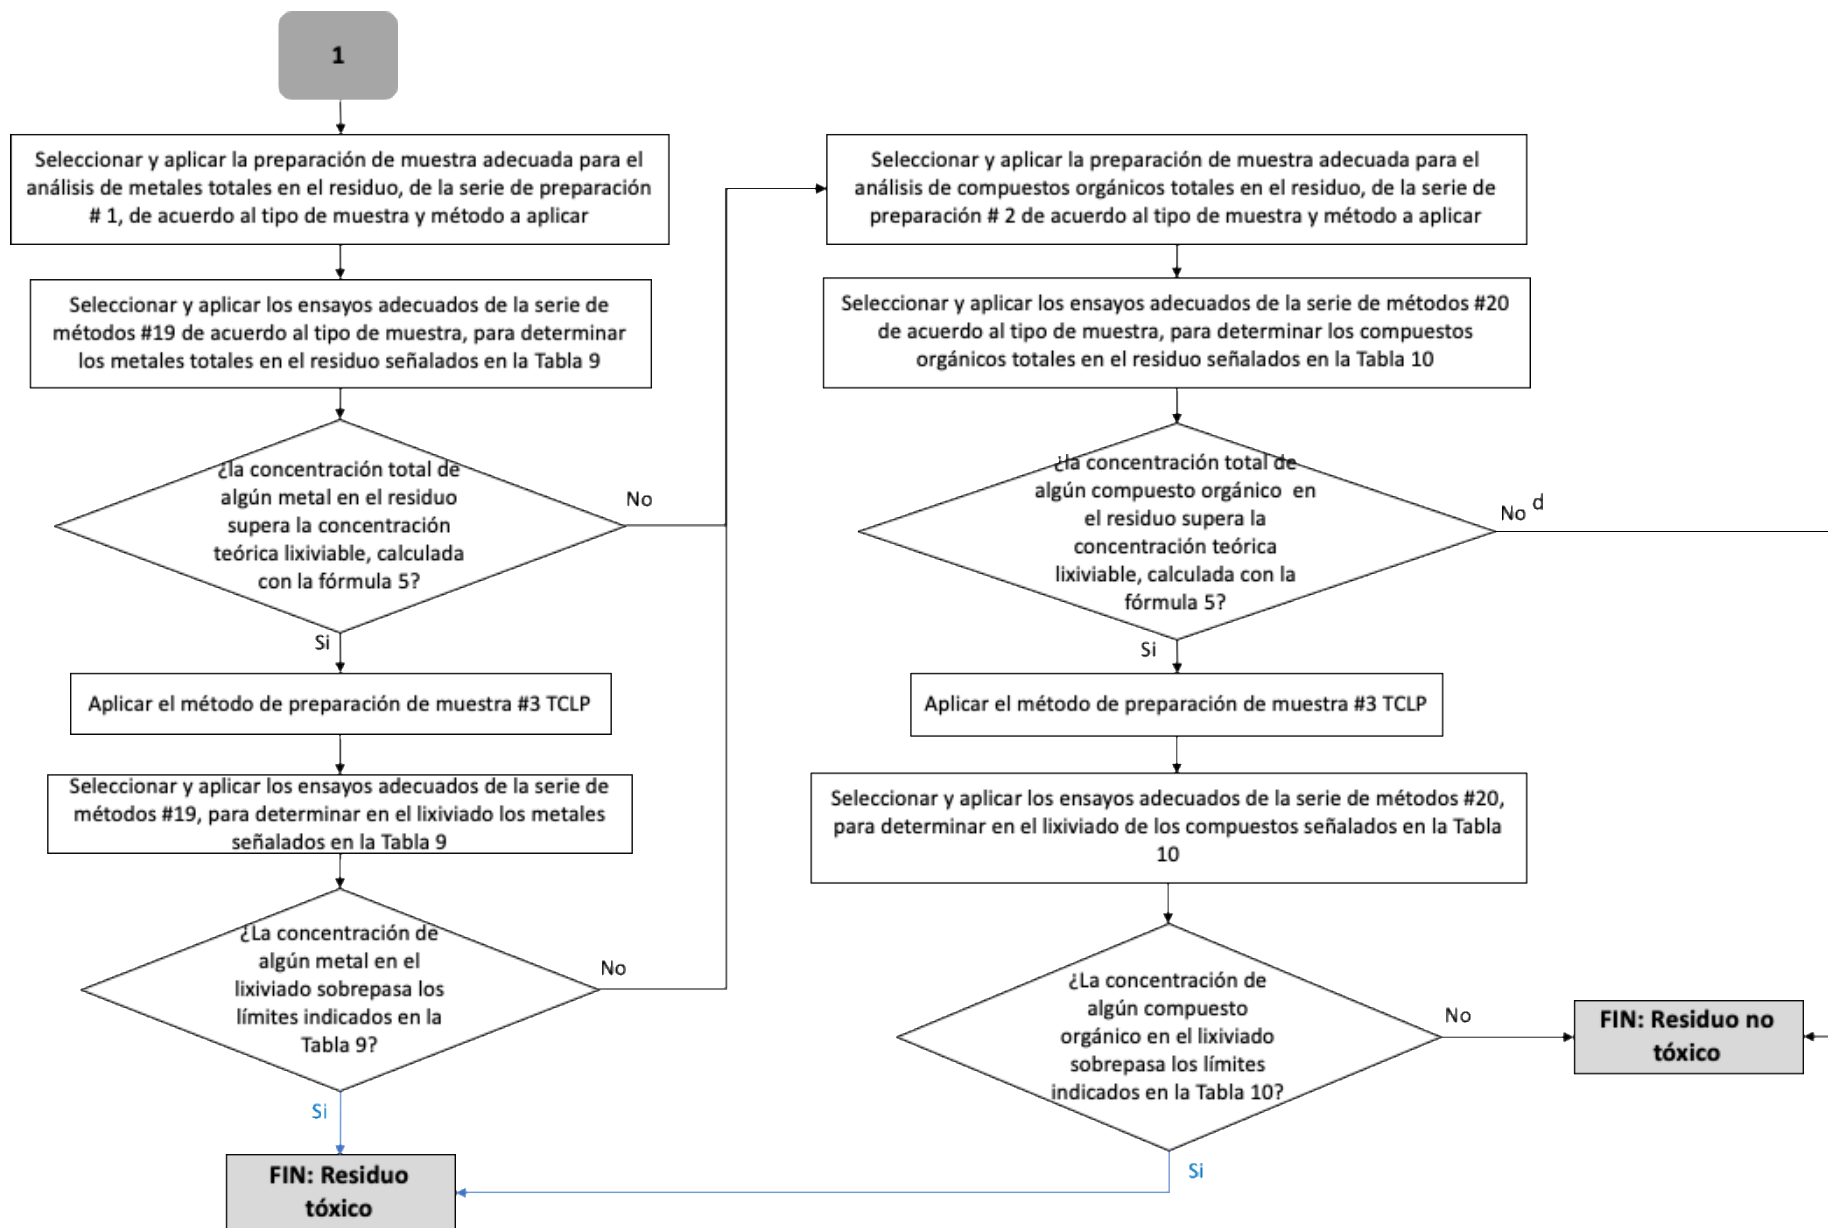 1
Seleccionar y aplicar la preparación de muestra adecuada para el
análisis de metales totales en el residuo, de la serie de preparación
# 1, de acuerdo al tipo de muestra y método a aplicar
Seleccionar y aplicar los ensayos adecuados de la serie de
métodos #19 de acuerdo al tipo de muestra, para determinar
los metales totales en el residuo señalados en la Tabla 9
¿la concentración total de
algún metal en el residuo
supera la concentración
teórica lixiviable, calculada
con la fórmula 5?
No
Si
Aplicar el método de preparación de muestra #3 TCLP
Seleccionar y aplicar los ensayos adecuados de la serie de
métodos #19, para determinar en el lixiviado los metales
señalados en la Tabla 9
¿La concentración de
algún metal en el
lixiviado sobrepasa los
límites indicados en la
Tabla 9?
No
Si
FIN: Residuo
tóxico
Seleccionar y aplicar la preparación de muestra adecuada para el
análisis de compuestos orgánicos totales en el residuo, de la serie de
preparación # 2 de acuerdo al tipo de muestra y método a aplicar
Seleccionar y aplicar los ensayos adecuados de la serie de métodos #20
de acuerdo al tipo de muestra, para determinar los compuestos
orgánicos totales en el residuo señalados en la Tabla 10
¿la concentración total de
algún compuesto orgánico en
el residuo supera la
concentración teórica
lixiviable, calculada con la
fórmula 5?
No d
Si
Aplicar el método de preparación de muestra #3 TCLP
Seleccionar y aplicar los ensayos adecuados de la serie de métodos #20,
para determinar en el lixiviado de los compuestos señalados en la Tabla
10
¿La concentración de
algún compuesto
orgánico en el lixiviado
sobrepasa los límites
indicados en la Tabla 10?
No
Si
FIN: Residuo no
tóxico